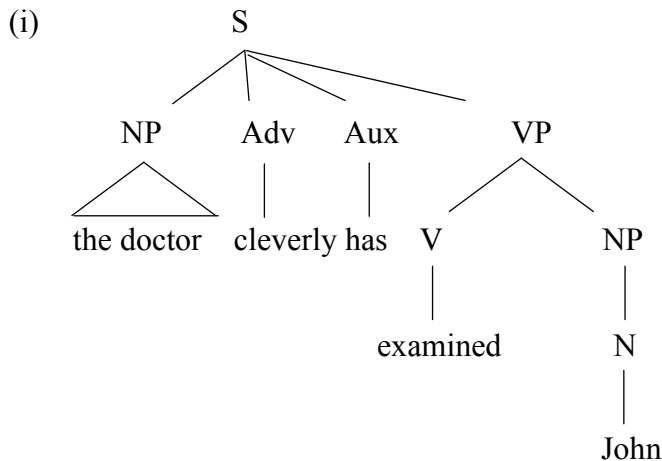 (i) S
NP Adv Aux VP
the doctor cleverly has V NP
examined N
John